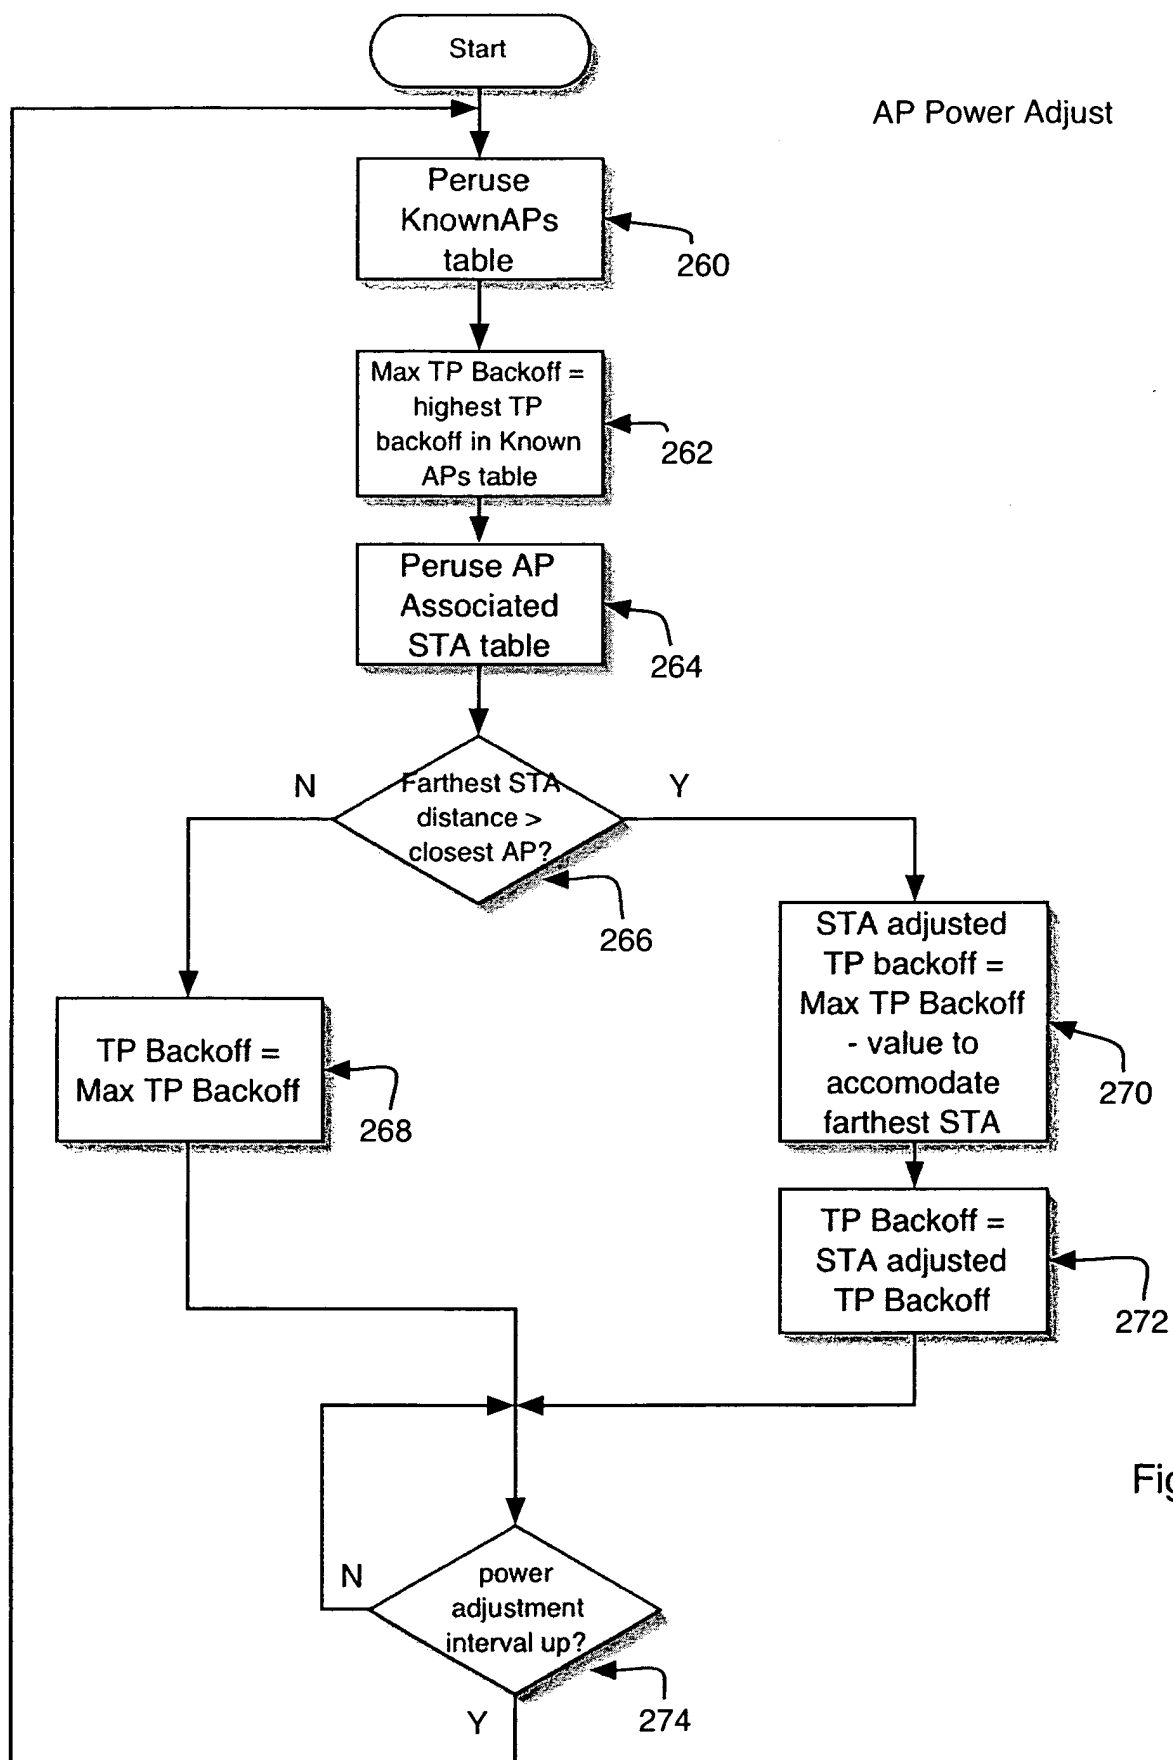 Start
AP Power Adjust
Peruse
KnownAPs
table
260
Max TP Backoff =
highest TP
backoff in Known
APs table
262
Peruse AP
Associated
STA table
264
N
Farthest STA
distance >
closest AP?
Y
266
STA adjusted
TP backoff =
Max TP Backoff
- value to
accomodate
farthest STA
270
TP Backoff =
Max TP Backoff
268
TP Backoff =
STA adjusted
TP Backoff
272
N
power
adjustment
interval up?
Y
274